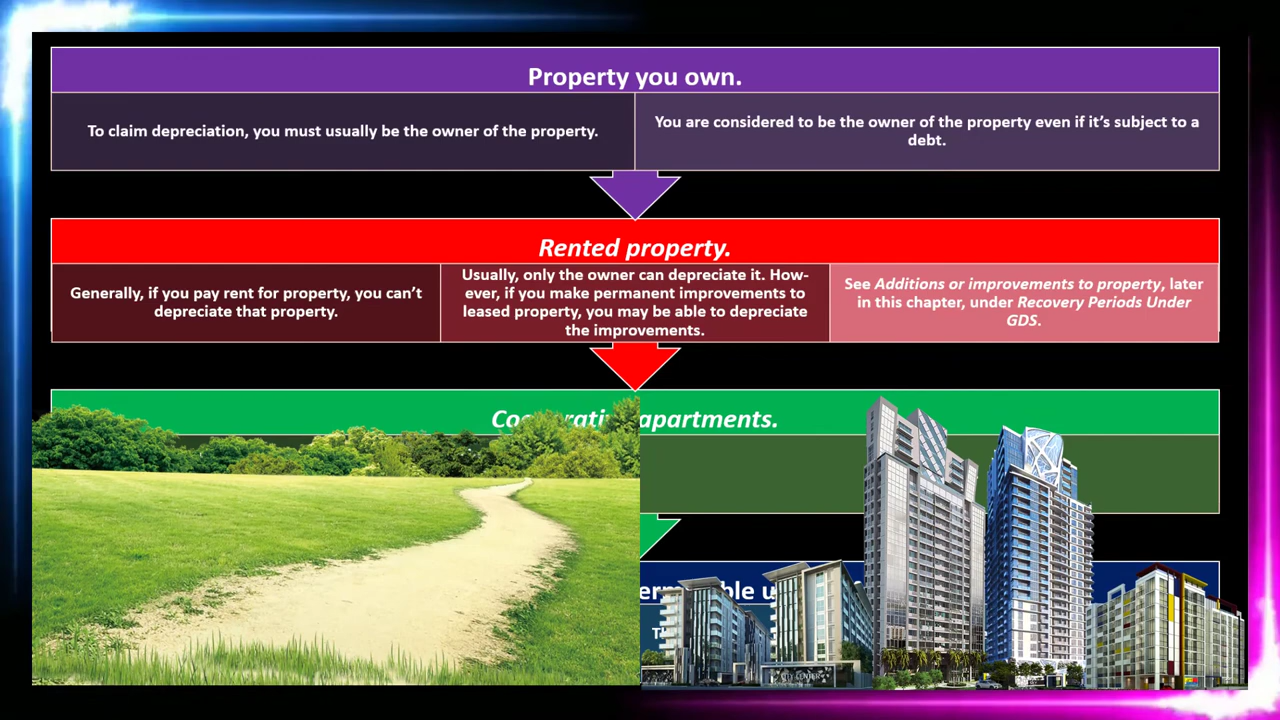 Property you own.
To claim depreciation, you must usually be the owner of the property.
You are considered to be the owner of the property even if it’s subject to a
debt.
Rented property.
Generally, if you pay rent for property, you can’t
depreciate that property.
Usually, only the owner can depreciate it. How-
ever, if you make permanent improvements to
leased property, you may be able to depreciate
the improvements.
See Additions or improvements to property, later
in this chapter, under Recovery Periods Under
GDS.
apartments.
CITY CENTER